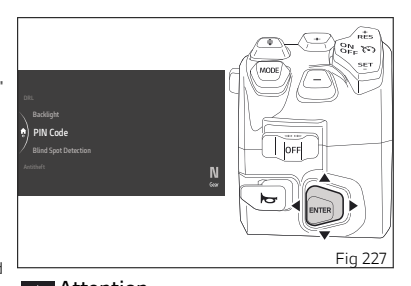 DRL
Backlight
PIN Code
Blind Spot Detection
Antitheft
N
Gear
MODE
+
RES
ON
OFF
SET
-
OFF
ENTER
Fig 227
Attention